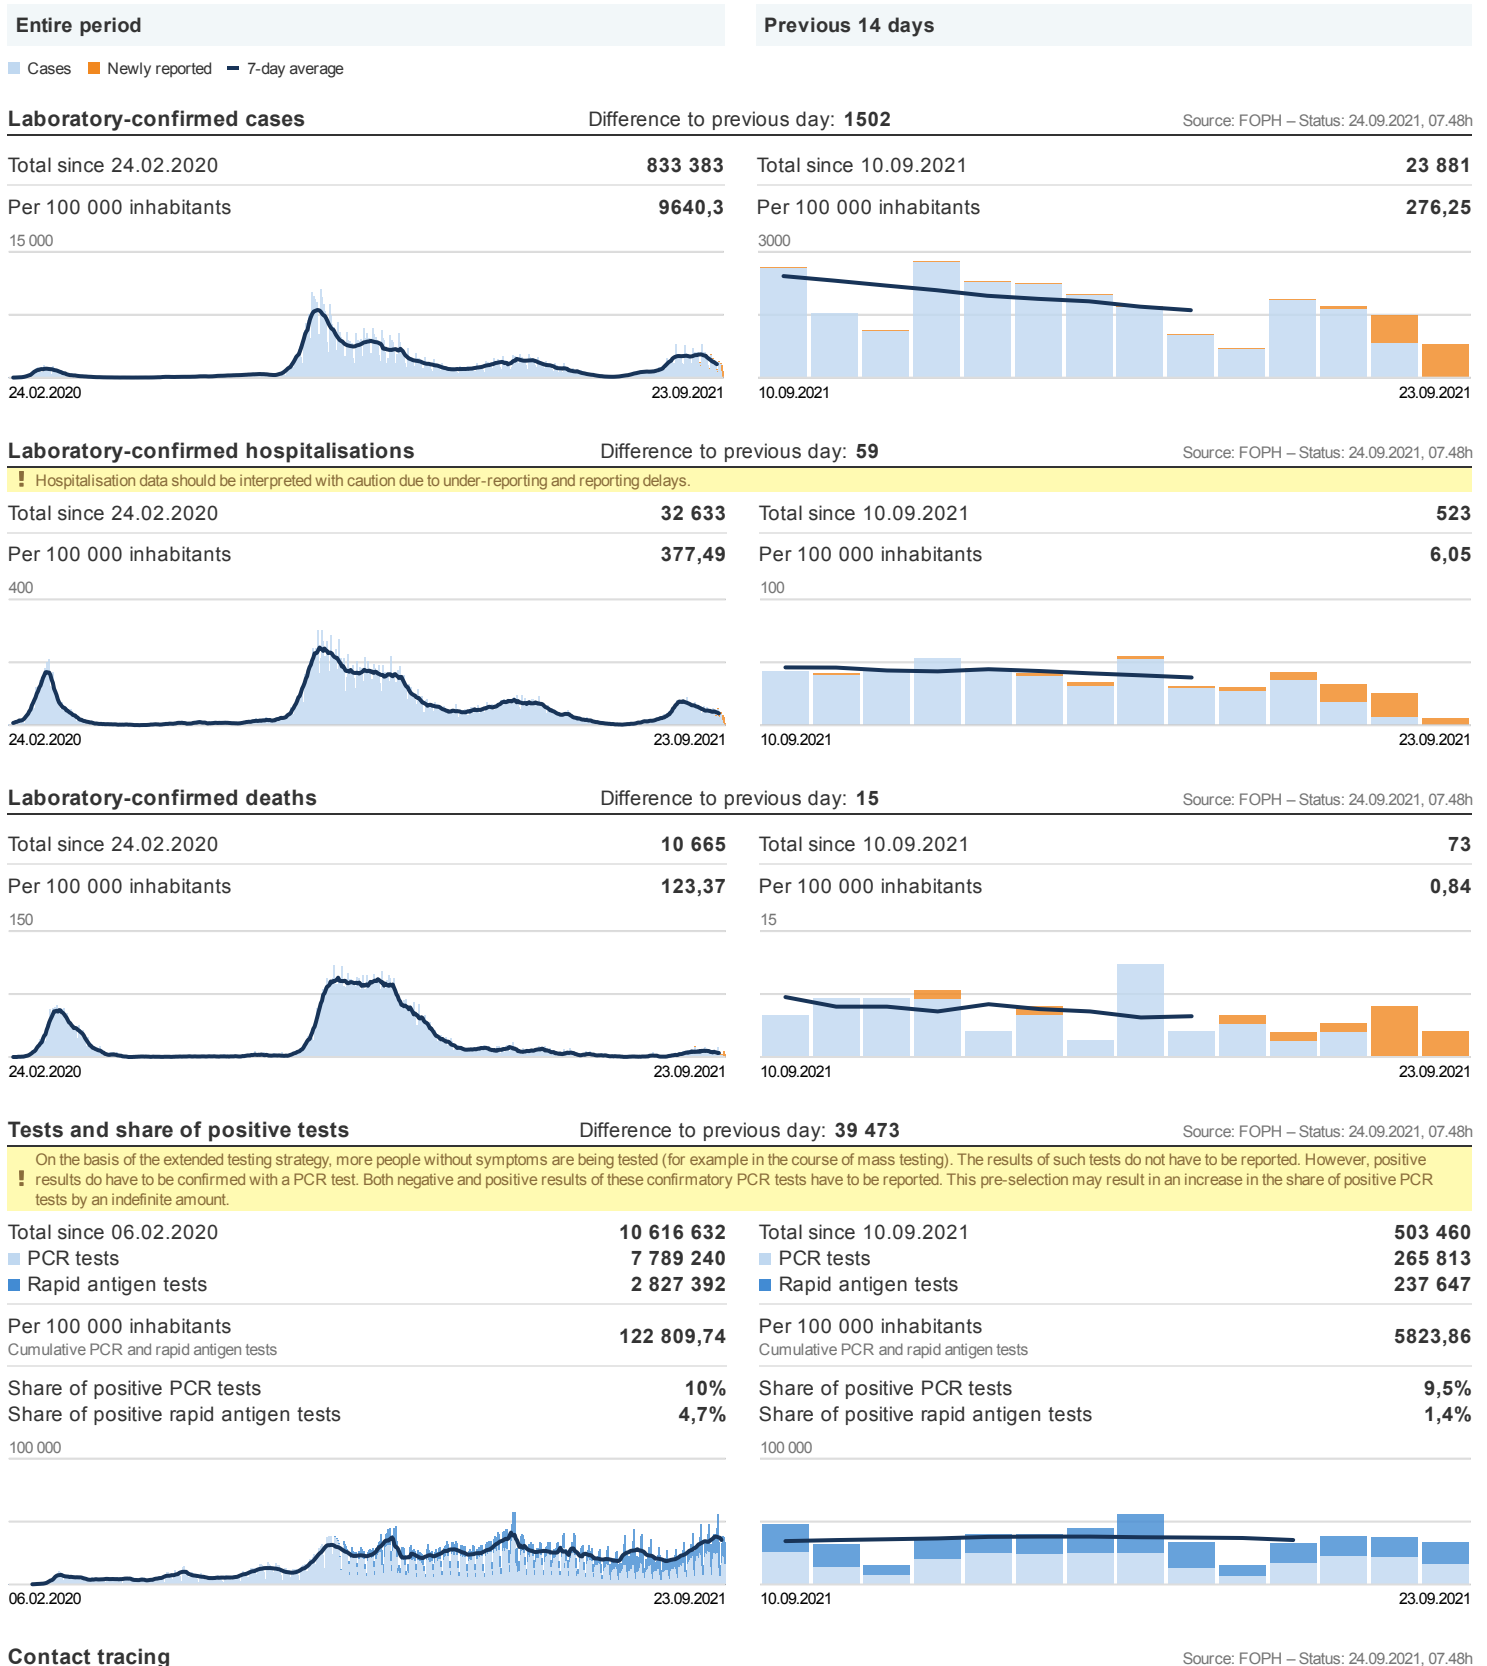 Entire period
Previous 14 days
Cases Newly reported 7-day average
Laboratory-confirmed cases Difference to previous day: 1502 Source: FOPH – Status: 24.09.2021, 07.48h
Total since 24.02.2020 833 383 Total since 10.09.2021 23 881
Per 100 000 inhabitants 9640,3 Per 100 000 inhabitants 276,25
15 000 3000
24.02.2020 23.09.2021 10.09.2021 23.09.2021
Laboratory-confirmed hospitalisations Difference to previous day: 59 Source: FOPH – Status: 24.09.2021, 07.48h
! Hospitalisation data should be interpreted with caution due to under-reporting and reporting delays.
Total since 24.02.2020 32 633 Total since 10.09.2021 523
Per 100 000 inhabitants 377,49 Per 100 000 inhabitants 6,05
400 100
24.02.2020 23.09.2021 10.09.2021 23.09.2021
Laboratory-confirmed deaths Difference to previous day: 15 Source: FOPH – Status: 24.09.2021, 07.48h
Total since 24.02.2020 10 665 Total since 10.09.2021 73
Per 100 000 inhabitants 123,37 Per 100 000 inhabitants 0,84
150 15
24.02.2020 23.09.2021 10.09.2021 23.09.2021
Tests and share of positive tests Difference to previous day: 39 473 Source: FOPH – Status: 24.09.2021, 07.48h
On the basis of the extended testing strategy, more people without symptoms are being tested (for example in the course of mass testing). The results of such tests do not have to be reported. However, positive
! results do have to be confirmed with a PCR test. Both negative and positive results of these confirmatory PCR tests have to be reported. This pre-selection may result in an increase in the share of positive PCR
tests by an indefinite amount.
Total since 06.02.2020 10 616 632 Total since 10.09.2021 503 460
PCR tests 7 789 240 PCR tests 265 813
Rapid antigen tests 2 827 392 Rapid antigen tests 237 647
Per 100 000 inhabitants 122 809,74 Per 100 000 inhabitants 5823,86
Cumulative PCR and rapid antigen tests Cumulative PCR and rapid antigen tests
Share of positive PCR tests 10% Share of positive PCR tests 9,5%
Share of positive rapid antigen tests 4,7% Share of positive rapid antigen tests 1,4%
100 000 100 000
06.02.2020 23.09.2021 10.09.2021 23.09.2021
Contact tracing Source: FOPH – Status: 24.09.2021, 07.48h